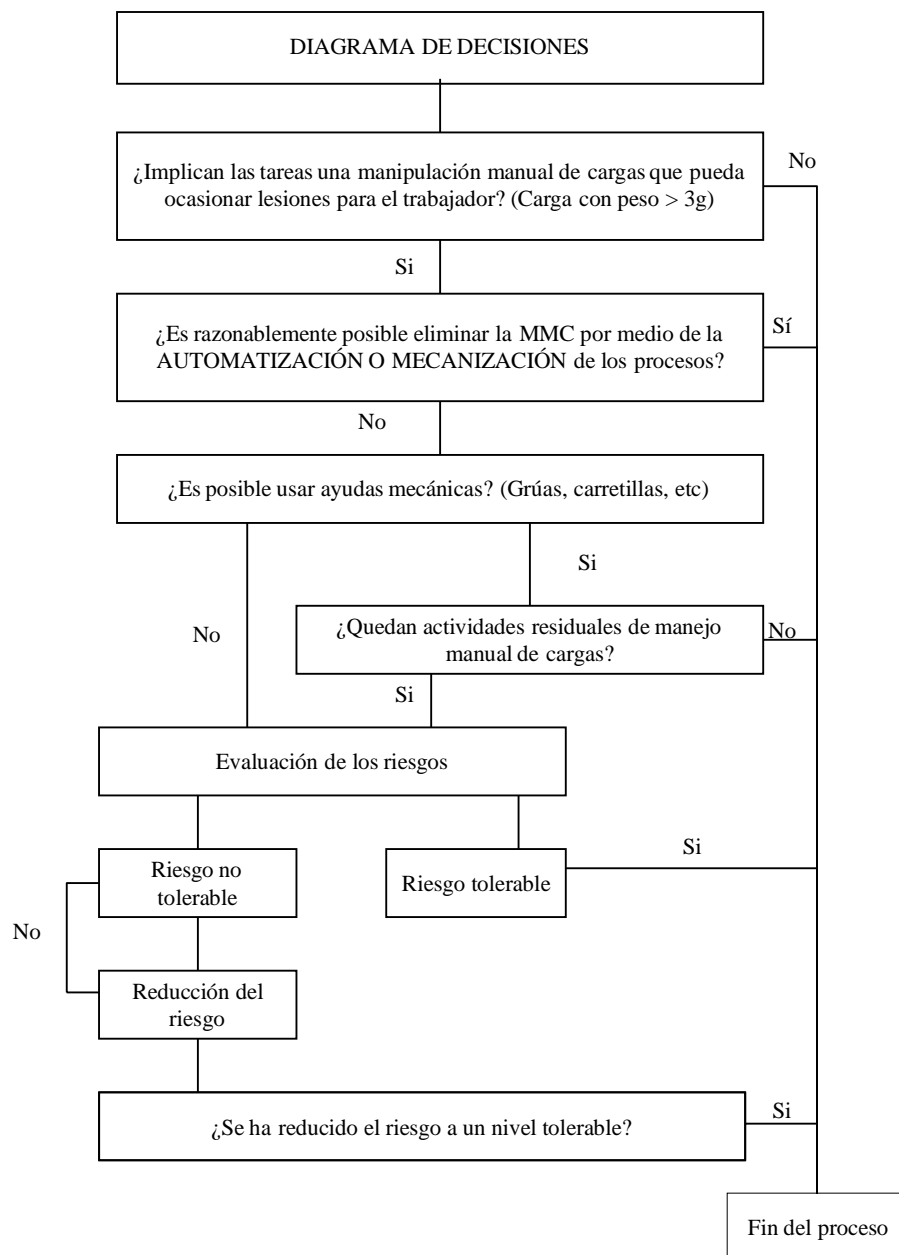 DIAGRAMA DE DECISIONES
¿Implican las tareas una manipulación manual de cargas que pueda
ocasionar lesiones para el trabajador? (Carga con peso > 3g)
No
Si
¿Es razonablemente posible eliminar la MMC por medio de la
AUTOMATIZACIÓN O MECANIZACIÓN de los procesos?
Sí
No
¿Es posible usar ayudas mecánicas? (Grúas, carretillas, etc)
Si
No
¿Quedan actividades residuales de manejo
manual de cargas?
No
Si
Evaluación de los riesgos
Riesgo no
tolerable
Riesgo tolerable
Si
No
Reducción del
riesgo
¿Se ha reducido el riesgo a un nivel tolerable?
Si
Fin del proceso